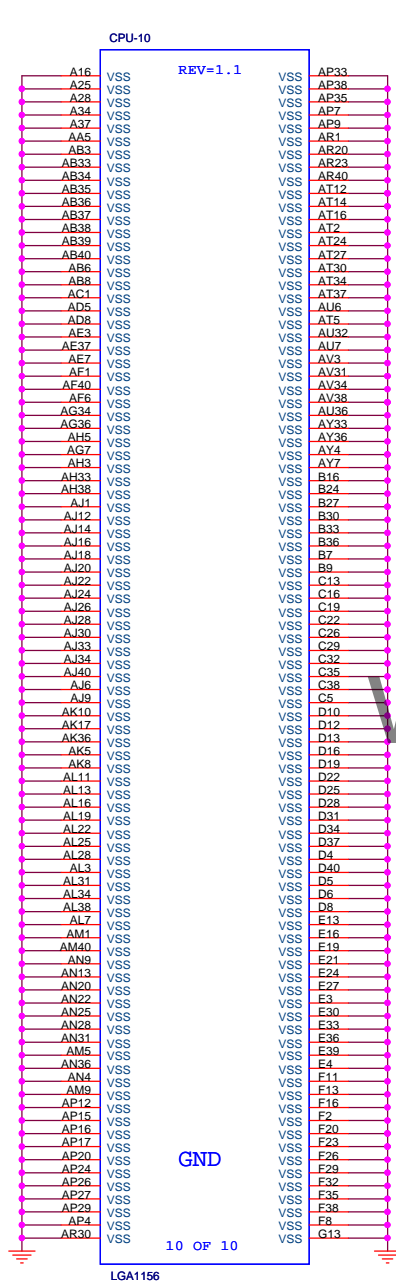 CPU-10
REV=1.1
A16 VSS VSS AP33
A25 VSS VSS AP38
A28 VSS VSS AP35
A34 VSS VSS AP7
A37 VSS VSS AP9
AA5 VSS VSS AR1
AB3 VSS VSS AR20
AB33 VSS VSS AR23
AB34 VSS VSS AR40
AB35 VSS VSS AT12
AB36 VSS VSS AT14
AB37 VSS VSS AT16
AB38 VSS VSS AT2
AB39 VSS VSS AT24
AB40 VSS VSS AT27
AB6 VSS VSS AT30
AB8 VSS VSS AT34
AC1 VSS VSS AT37
AD5 VSS VSS AU6
AD8 VSS VSS AT5
AE3 VSS VSS AU32
AE37 VSS VSS AU7
AE7 VSS VSS AV3
AF1 VSS VSS AV31
AF40 VSS VSS AV34
AF6 VSS VSS AV38
AG34 VSS VSS AU36
AG36 VSS VSS AY33
AH5 VSS VSS AY36
AG7 VSS VSS AY4
AH3 VSS VSS AY7
AH33 VSS VSS B16
AH38 VSS VSS B24
AJ1 VSS VSS B27
AJ12 VSS VSS B30
AJ14 VSS VSS B33
AJ16 VSS VSS B36
AJ18 VSS VSS B7
AJ20 VSS VSS B9
AJ22 VSS VSS C13
AJ24 VSS VSS C16
AJ26 VSS VSS C19
AJ28 VSS VSS C22
AJ30 VSS VSS C26
AJ33 VSS VSS C29
AJ34 VSS VSS C32
AJ40 VSS VSS C35
AJ6 VSS VSS C38
AJ9 VSS VSS C5
AK10 VSS VSS D10
AK17 VSS VSS D12
AK36 VSS VSS D13
AK5 VSS VSS D16
AK8 VSS VSS D19
AL11 VSS VSS D22
AL13 VSS VSS D25
AL16 VSS VSS D28
AL19 VSS VSS D31
AL22 VSS VSS D34
AL25 VSS VSS D37
AL28 VSS VSS D4
AL3 VSS VSS D40
AL31 VSS VSS D5
AL34 VSS VSS D6
AL38 VSS VSS D8
AL7 VSS VSS E13
AM1 VSS VSS E16
AM40 VSS VSS E19
AN9 VSS VSS E21
AN13 VSS VSS E24
AN20 VSS VSS E27
AN22 VSS VSS E3
AN25 VSS VSS E30
AN28 VSS VSS E33
AN31 VSS VSS E36
AM5 VSS VSS E39
AN36 VSS VSS E4
AN4 VSS VSS F11
AM9 VSS VSS F13
AP12 VSS VSS F16
AP15 VSS VSS F2
AP16 VSS VSS F20
AP17 VSS VSS F23
AP20 VSS GND VSS F26
AP24 VSS VSS F29
AP26 VSS VSS F32
AP27 VSS VSS F35
AP29 VSS VSS F38
AP4 VSS VSS F8
AR30 VSS VSS G13
10 OF 10
LGA1156